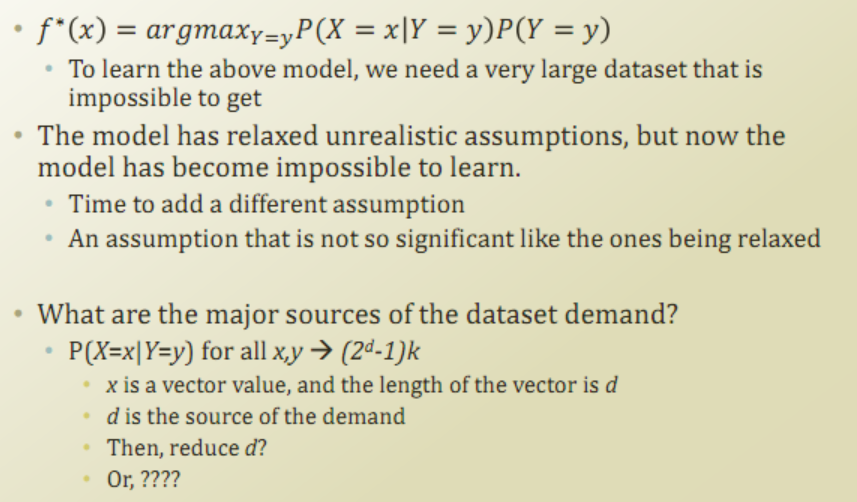 • f*(x) = argmax_{Y=y}P(X = x|Y = y)P(Y = y)
• To learn the above model, we need a very large dataset that is
impossible to get
• The model has relaxed unrealistic assumptions, but now the
model has become impossible to learn.
• Time to add a different assumption
• An assumption that is not so significant like the ones being relaxed
• What are the major sources of the dataset demand?
• P(X=x|Y=y) for all x,y → (2^d-1)k
• x is a vector value, and the length of the vector is d
• d is the source of the demand
• Then, reduce d?
• Or, ????